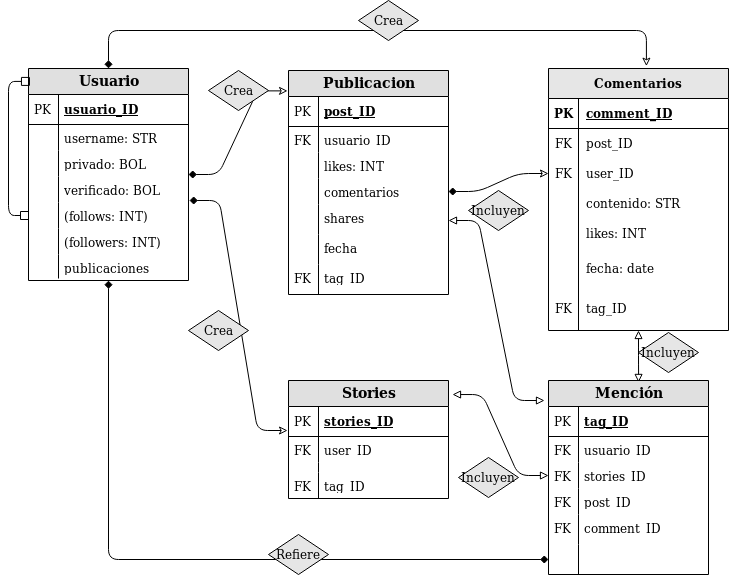 Crea
Usuario
PK usuario_ID
username: STR
privado: BOL
verificado: BOL
(follows: INT)
(followers: INT)
publicaciones
Crea
Publicacion
PK post_ID
FK usuario_ID
likes: INT
comentarios
shares
fecha
FK tag_ID
Comentarios
PK comment_ID
FK post_ID
FK user_ID
contenido: STR
likes: INT
fecha: date
FK tag_ID
Incluyen
Crea
Incluyen
Stories
PK stories_ID
FK user_ID
FK tag_ID
Incluyen
Mención
PK tag_ID
FK usuario_ID
FK stories_ID
FK post_ID
FK comment_ID
Refiere